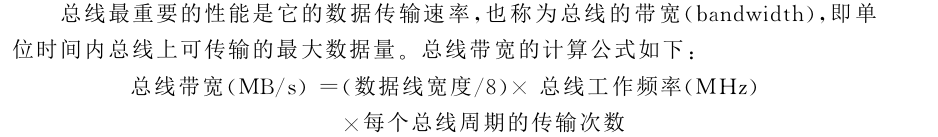 总线最重要的性能是它的数据传输速率,也称为总线的带宽(bandwidth),即单
位时间内总线上可传输的最大数据量。总线带宽的计算公式如下:
总线带宽(MB/s) =(数据线宽度/8)× 总线工作频率(MHz)
×每个总线周期的传输次数